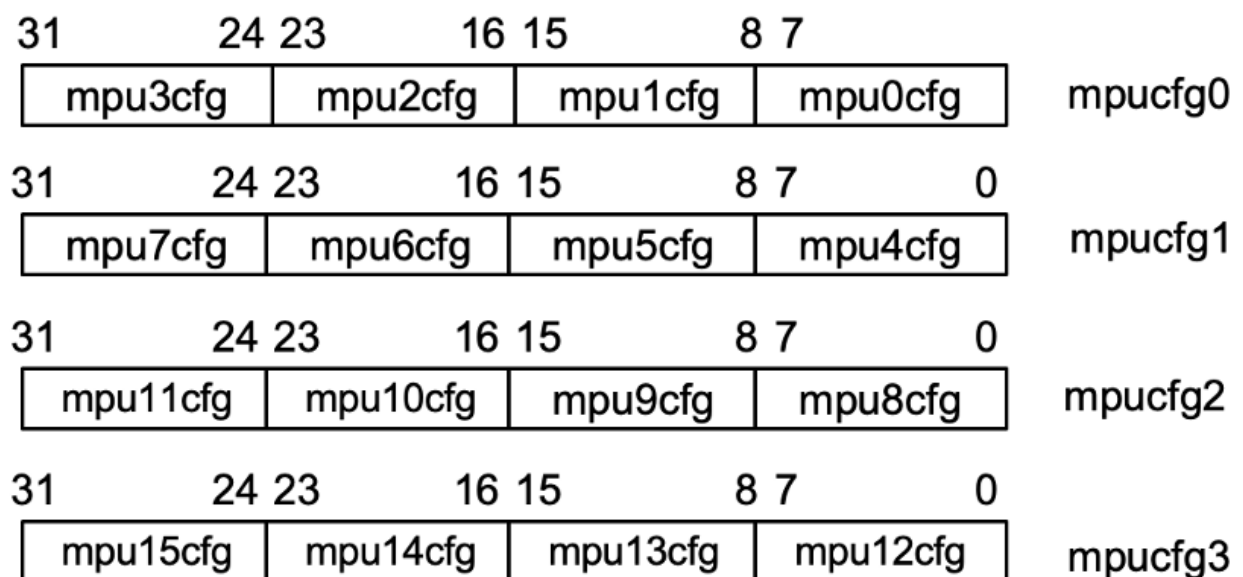 31 24 23 16 15 8 7
mpu3cfg mpu2cfg mpu1cfg mpu0cfg mpucfg0
31 24 23 16 15 8 7 0
mpu7cfg mpu6cfg mpu5cfg mpu4cfg mpucfg1
31 24 23 16 15 8 7 0
mpu11cfg mpu10cfg mpu9cfg mpu8cfg mpucfg2
31 24 23 16 15 8 7 0
mpu15cfg mpu14cfg mpu13cfg mpu12cfg mpucfg3